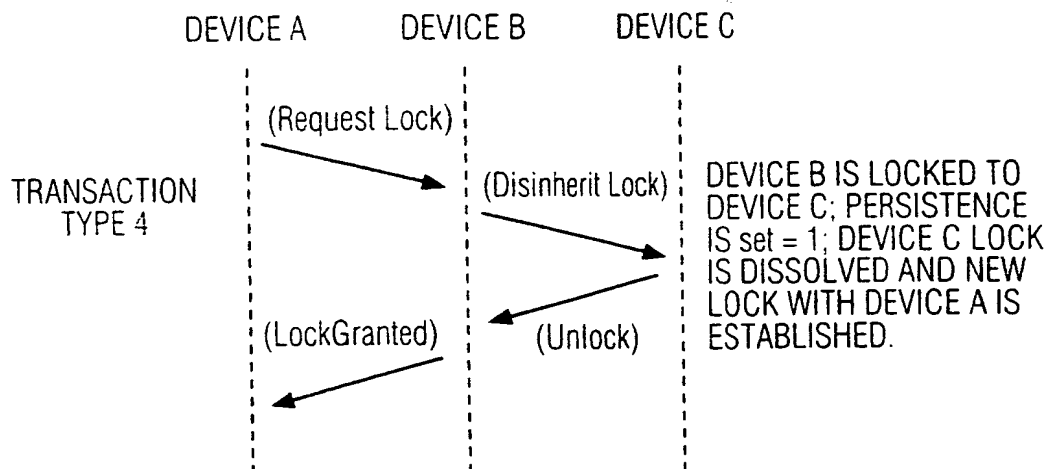 DEVICE A DEVICE B DEVICE C
(Request Lock)
TRANSACTION
TYPE 4
(Disinherit Lock)
DEVICE B IS LOCKED TO
DEVICE C; PERSISTENCE
IS set = 1; DEVICE C LOCK
IS DISSOLVED AND NEW
LOCK WITH DEVICE A IS
ESTABLISHED.
(LockGranted)
(Unlock)